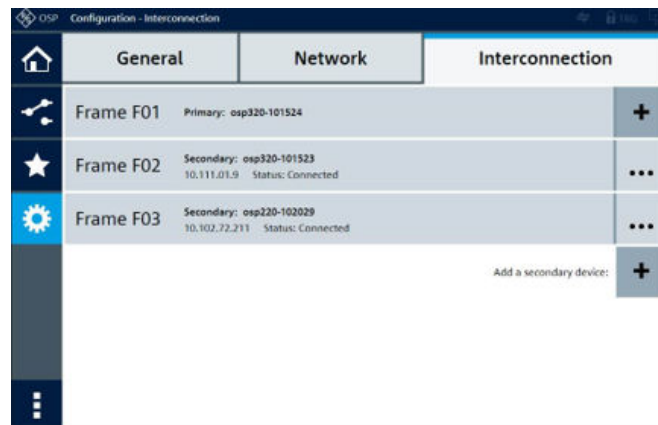 OSP Configuration - Interconnection
General Network Interconnection
Frame F01 Primary: osp320-101524
Frame F02 Secondary: osp320-101523
10.111.01.9 Status: Connected
Frame F03 Secondary: osp220-102029
10.102.72.211 Status: Connected
Add a secondary device: